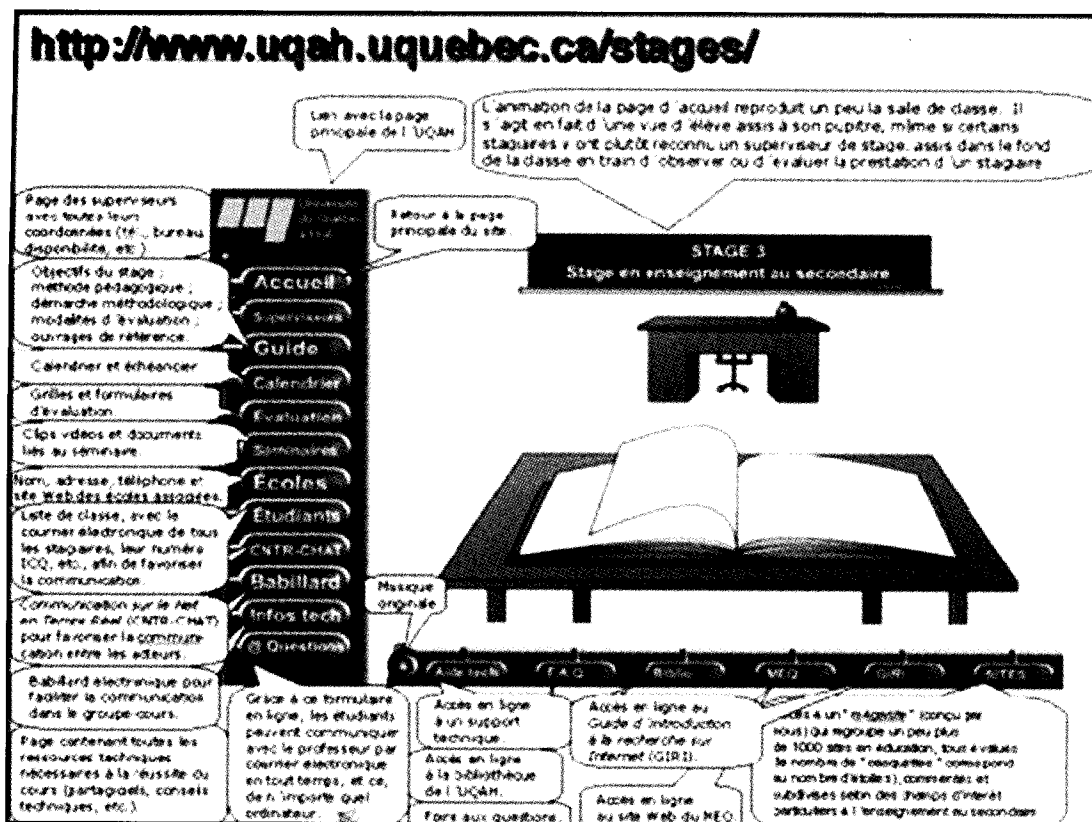 http://www.uqah.uquebec.ca/stages/
Lien avec la page
principale de l'UQAH
L'animation de la page d'accueil reproduit un peu la salle de classe. Il
s'agit en fait d'une vue d'élève assis à son pupitre, même si certains
stagiaires y ont plutôt reconnu un superviseur de stage, assis dans le fond
de la classe en train d'observer ou d'évaluer la prestation d'un stagiaire
Page des superviseurs
avec toutes leurs
coordonnées (tél., bureau,
disponibilité, etc.)
Université
du Québec
Retour à la page
principale du site.
STAGE 3
Stage en enseignement au secondaire
Objectifs du stage ;
méthode pédagogique ;
démarche méthodologique ;
modalités d'évaluation ;
ouvrages de référence.
Calendrier et échéancier
Grilles et formulaires
d'évaluation.
Clips vidéos et documents
liés au séminaire.
Nom, adresse, téléphone et
site Web des écoles assignées.
Liste de classe, avec le
courrier électronique de tous
les stagiaires, leur numéro
ICQ, etc., afin de favoriser
la communication.
Communication sur le Net
en Temps Réel (CNTR-CHAT)
pour favoriser la communi-
cation entre les acteurs.
Babillard électronique pour
faciliter la communication
dans le groupe-cours.
Page contenant toutes les
ressources techniques
nécessaires à la réussite du
cours (partagiciels, conseils
techniques, etc.)
Accueil
Superviseurs
Guide
Calendrier
Évaluation
Séminaires
Écoles
Étudiants
CNTR-CHAT
Babillard
Infos tech
@ Questions
Musique
originale
Aide tech
F.A.Q.
Biblio
MEQ
GIRI
SITES
Grâce à ce formulaire
en ligne, les étudiants
peuvent communiquer
avec le professeur par
courrier électronique
en tout temps, et ce,
de n'importe quel
ordinateur.
Accès en ligne
à un support
technique.
Accès en ligne
à la bibliothèque
de l'UQAH.
Foire aux questions.
Accès en ligne au
Guide d'introduction
à la recherche sur
Internet (GIRI).
Accès en ligne
au site Web du MEQ.
Accès à un "mégasite" (conçu par
nous) qui regroupe un peu plus
de 1000 sites en éducation, tous évalués
(le nombre de "casquettes" correspond
au nombre d'étoiles), commentés et
subdivisés selon des champs d'intérêt
particuliers à l'enseignement au secondaire